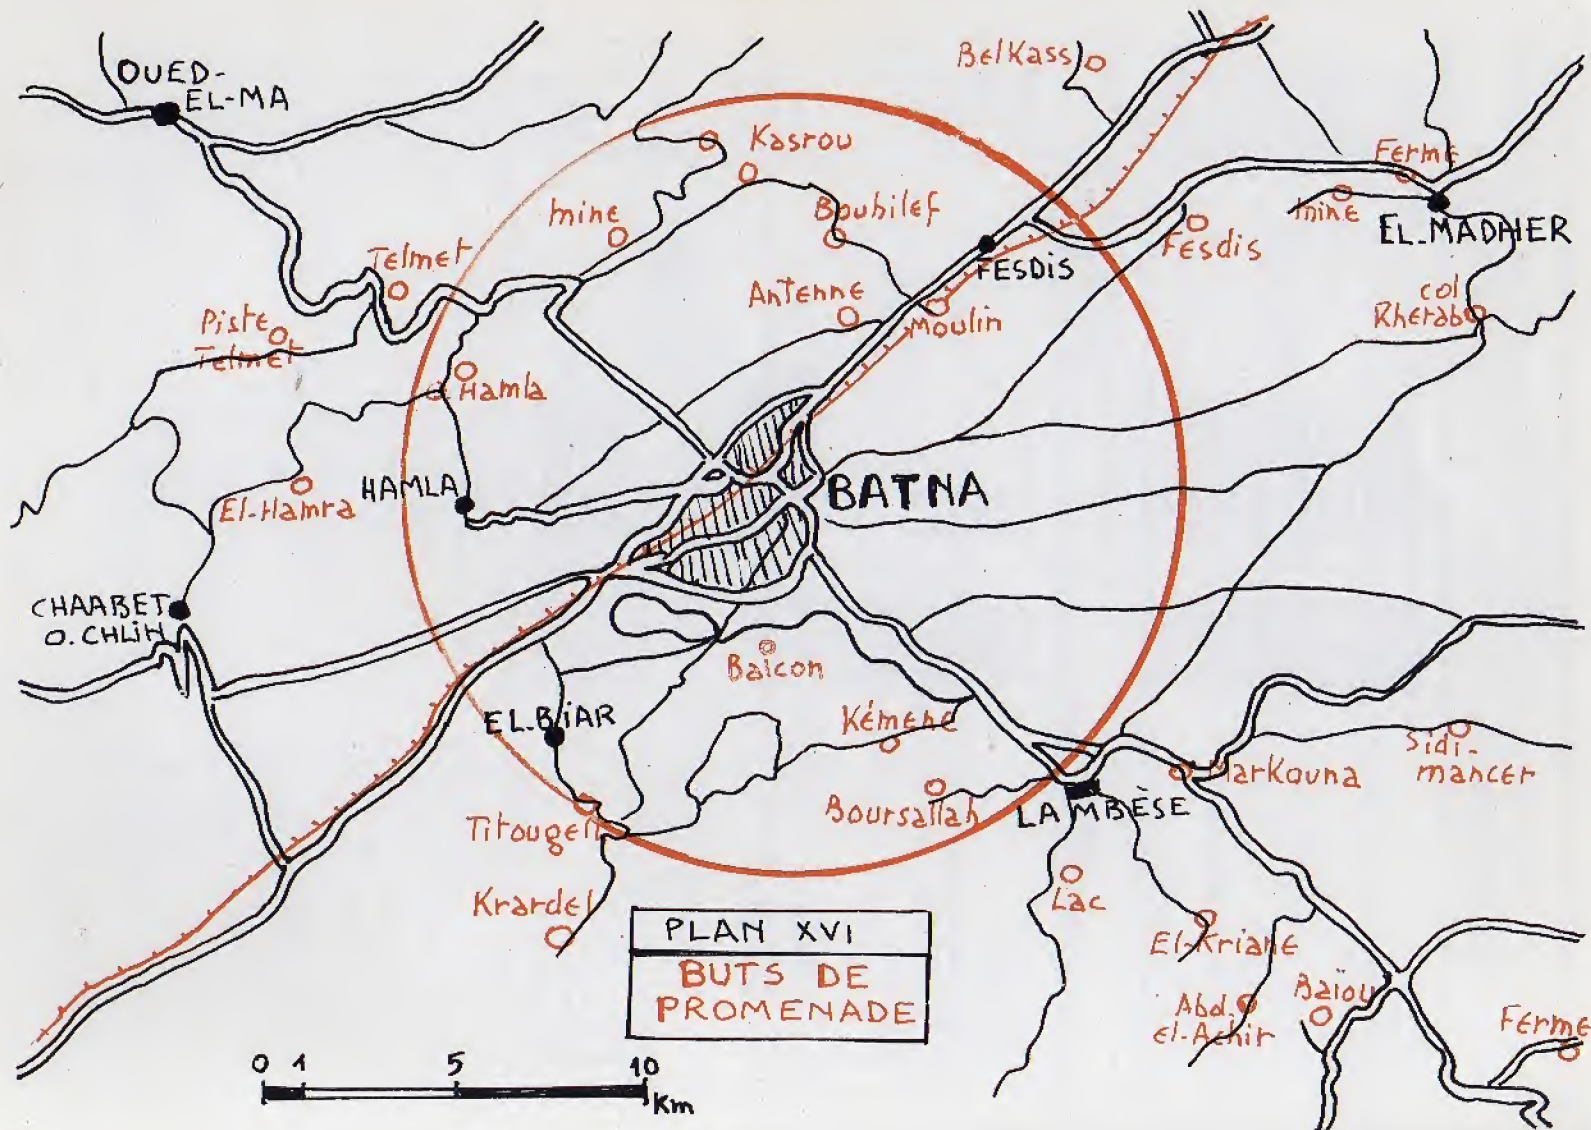 OUED-
EL-MA
BelKass
Kasrou
Ferme
mine
EL-MADHER
mine
Bouhilef
Fesdis
FESDIS
Telmet
Antenne
Moulin
col
Rherab
Piste
Telmet
Hamla
HAMLA
El-Hamra
BATNA
CHAABET
O. CHLIH
Balcon
EL-BIAR
Kémene
Sidi-
mancer
MarKouna
Boursallah
LAMBÈSE
Titougelt
Krardel
Lac
El-Kriane
Abd.
el-Achir
Baïou
Ferme
PLAN XVI
BUTS DE
PROMENADE
0 1 5 10
Km